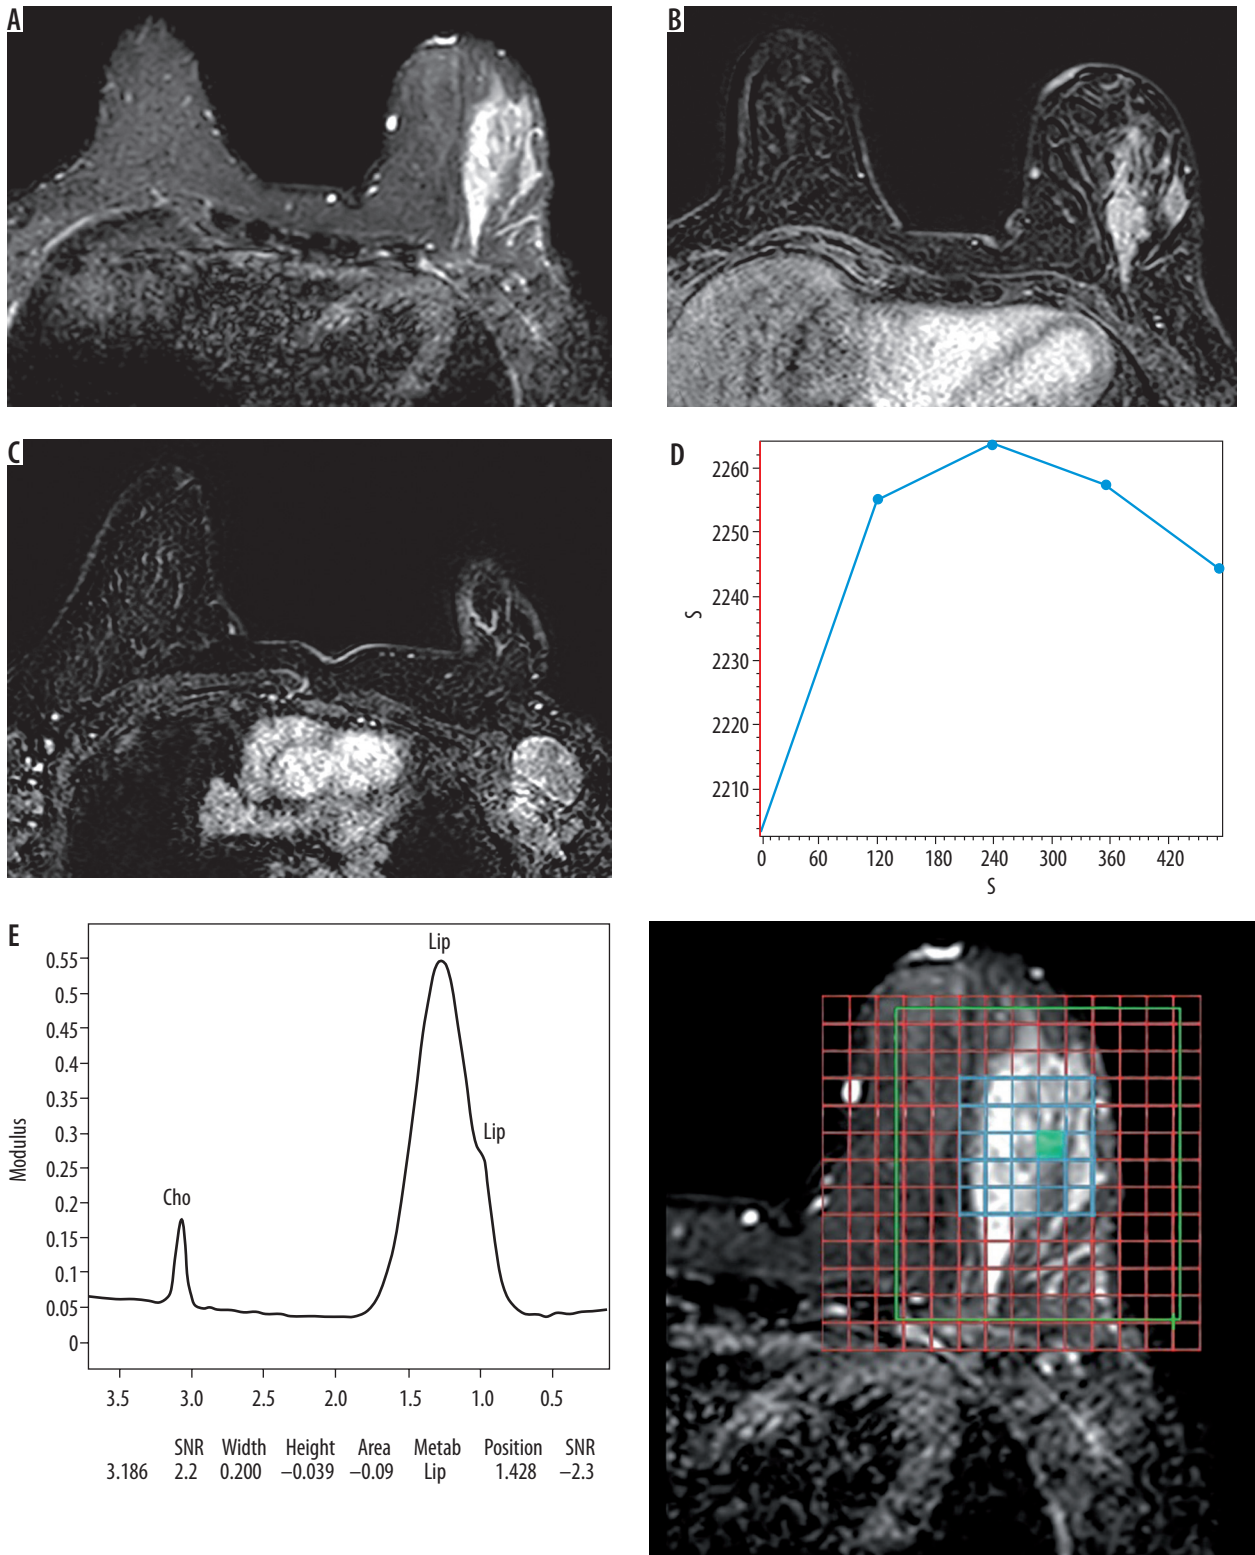 A
B
C
D
2260
2250
2240
2230
2220
2210
S
0 60 120 180 240 300 360 420
S
E
Lip
0.55
0.5
0.45
0.4
0.35
0.3
0.25
0.2
0.15
0.1
0.05
0
Modulus
Lip
Cho
3.5 3.0 2.5 2.0 1.5 1.0 0.5
SNR Width Height Area Metab Position SNR
3.186 2.2 0.200 –0.039 –0.09 Lip 1.428 –2.3